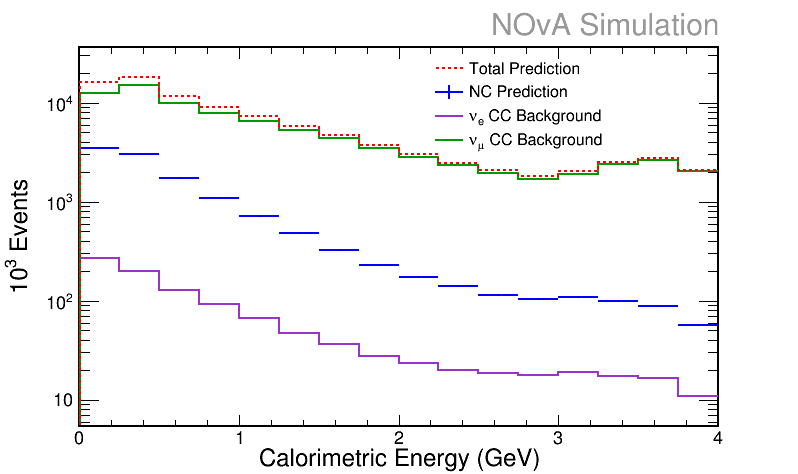 NOvA Simulation
Total Prediction
NC Prediction
νe CC Background
νμ CC Background
10^4
10^3
10^2
10
10^3 Events
0 1 2 3 4
Calorimetric Energy (GeV)